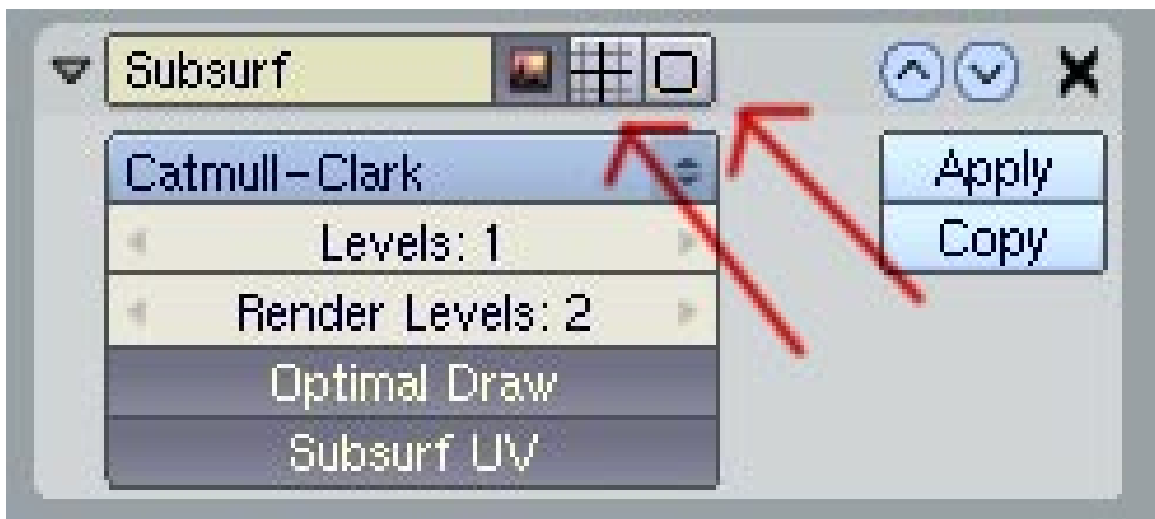 Subsurf
Catmull-Clark
Apply
Levels: 1
Copy
Render Levels: 2
Optimal Draw
Subsurf UV